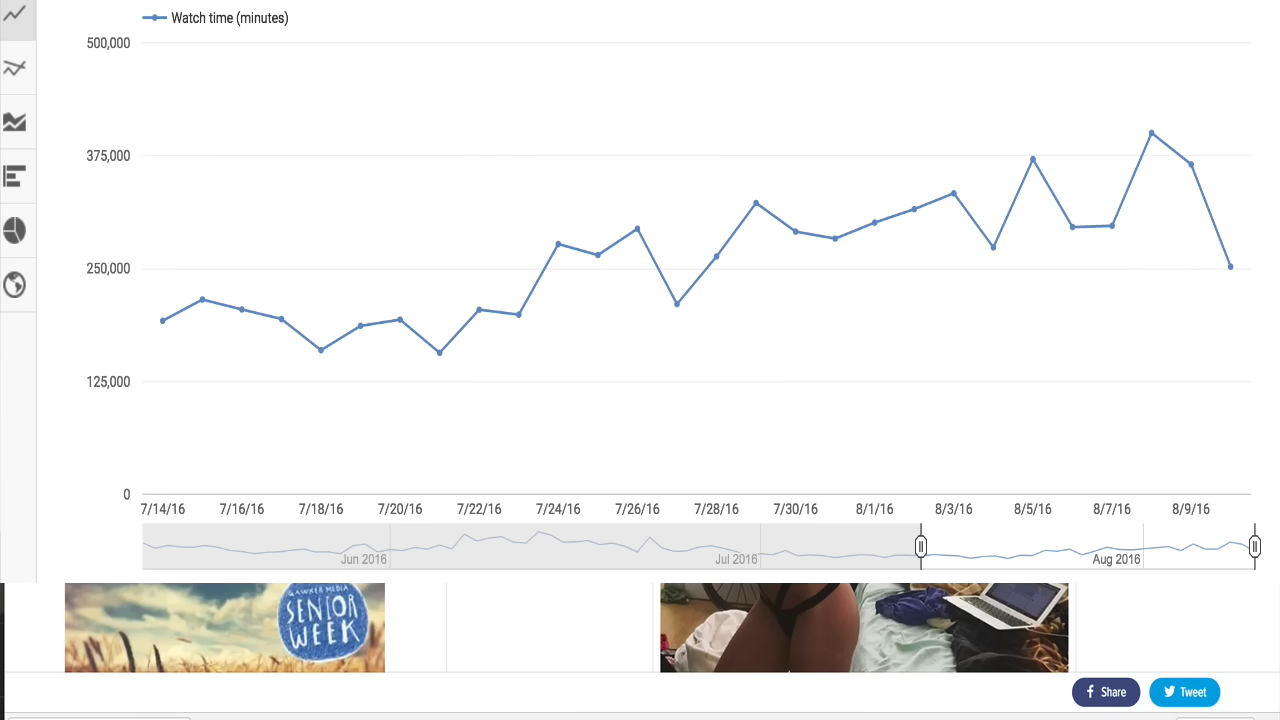 Watch time (minutes)
500,000
375,000
250,000
125,000
0
7/14/16 7/16/16 7/18/16 7/20/16 7/22/16 7/24/16 7/26/16 7/28/16 7/30/16 8/1/16 8/3/16 8/5/16 8/7/16 8/9/16
Jun 2016 Jul 2016 Aug 2016
GAWKER MEDIA
SENIOR
WEEK
Share Tweet